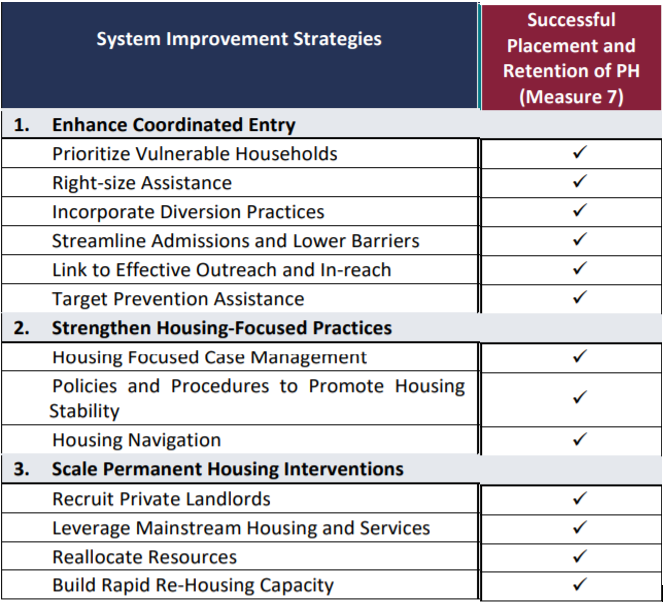 System Improvement Strategies
Successful
Placement and
Retention of PH
(Measure 7)
1. Enhance Coordinated Entry
Prioritize Vulnerable Households ✓
Right-size Assistance ✓
Incorporate Diversion Practices ✓
Streamline Admissions and Lower Barriers ✓
Link to Effective Outreach and In-reach ✓
Target Prevention Assistance ✓
2. Strengthen Housing-Focused Practices
Housing Focused Case Management ✓
Policies and Procedures to Promote Housing
Stability ✓
Housing Navigation ✓
3. Scale Permanent Housing Interventions
Recruit Private Landlords ✓
Leverage Mainstream Housing and Services ✓
Reallocate Resources ✓
Build Rapid Re-Housing Capacity ✓